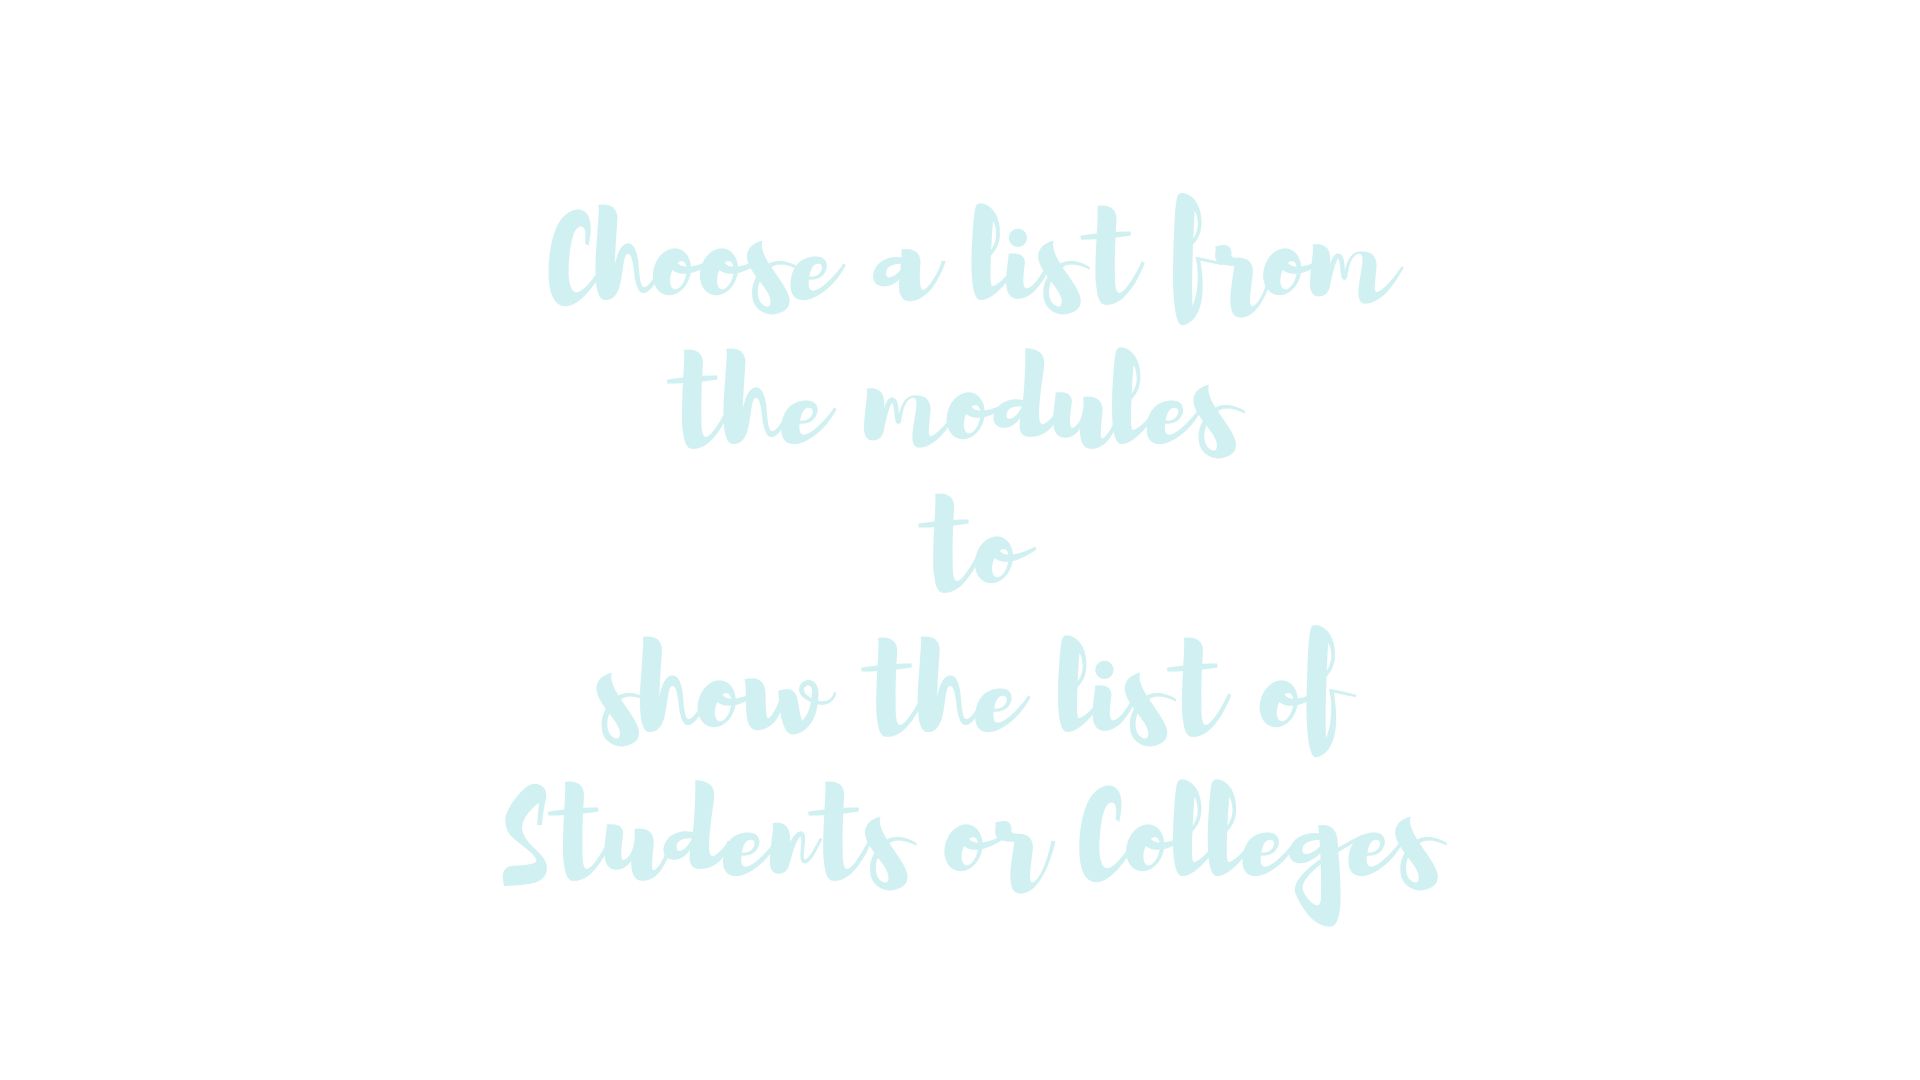 Choose a list from
the modules
to
show the list of
Students or Colleges